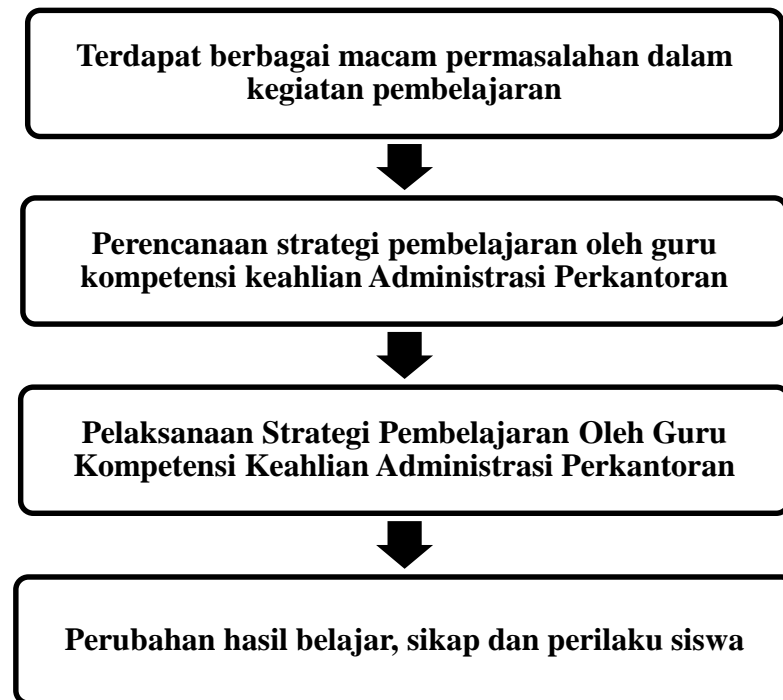 Terdapat berbagai macam permasalahan dalam
kegiatan pembelajaran
Perencanaan strategi pembelajaran oleh guru
kompetensi keahlian Administrasi Perkantoran
Pelaksanaan Strategi Pembelajaran Oleh Guru
Kompetensi Keahlian Administrasi Perkantoran
Perubahan hasil belajar, sikap dan perilaku siswa